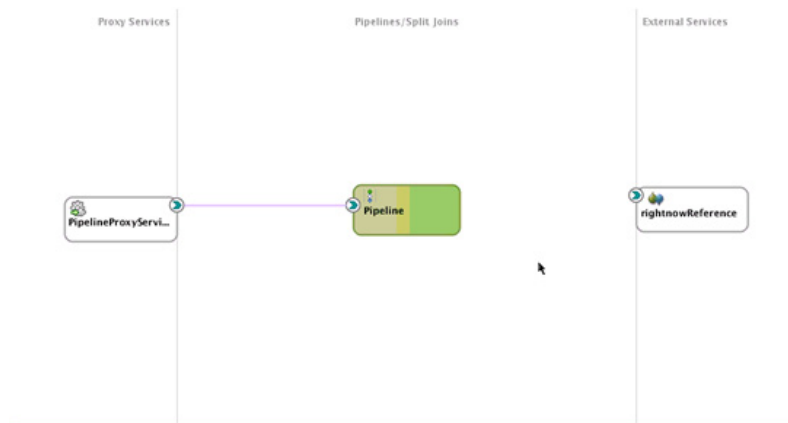 Proxy Services
Pipelines/Split Joins
External Services
PipelineProxyServi...
Pipeline
rightnowReference